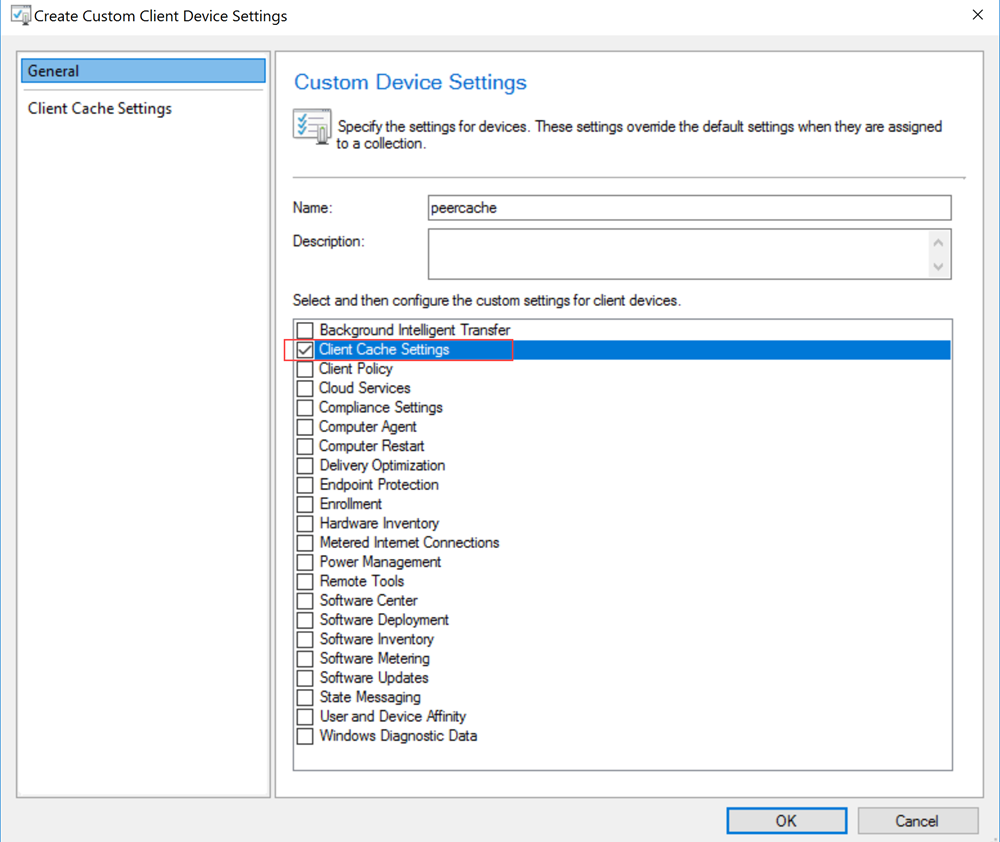 Create Custom Client Device Settings
General
Client Cache Settings
Custom Device Settings
Specify the settings for devices. These settings override the default settings when they are assigned
to a collection.
Name:
peercache
Description:
Select and then configure the custom settings for client devices.
Background Intelligent Transfer
Client Cache Settings
Client Policy
Cloud Services
Compliance Settings
Computer Agent
Computer Restart
Delivery Optimization
Endpoint Protection
Enrollment
Hardware Inventory
Metered Internet Connections
Power Management
Remote Tools
Software Center
Software Deployment
Software Inventory
Software Metering
Software Updates
State Messaging
User and Device Affinity
Windows Diagnostic Data
OK
Cancel